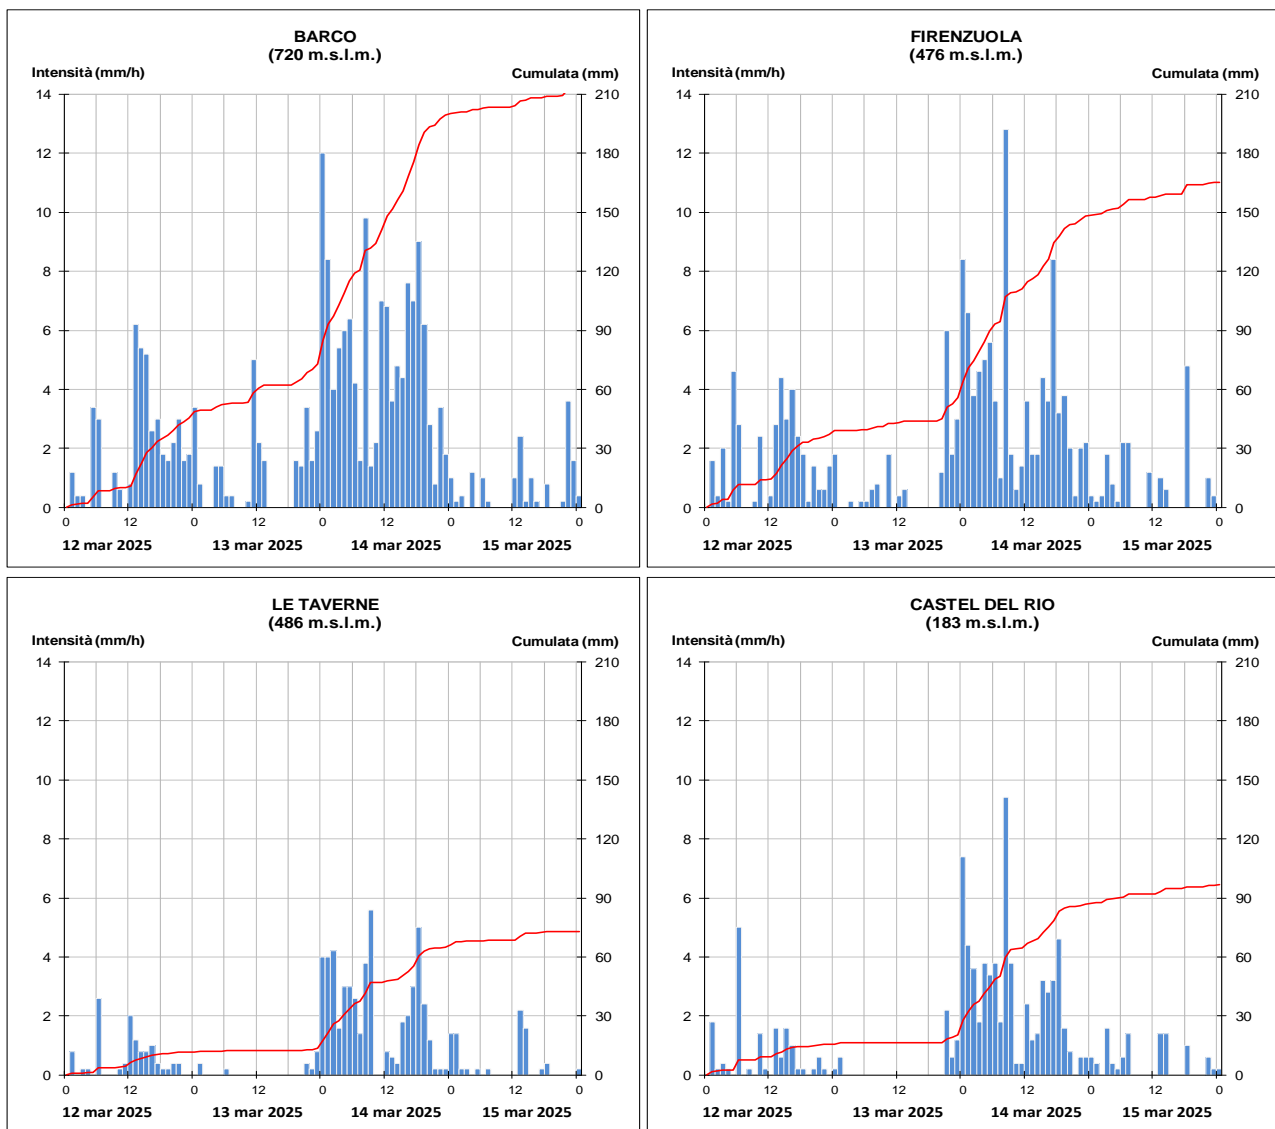 BARCO
(720 m.s.l.m.)
Intensità (mm/h) Cumulata (mm)
14 210
12 180
10 150
8 120
6 90
4 60
2 30
0 0
0 12 0 12 0 12 0 12 0
12 mar 2025 13 mar 2025 14 mar 2025 15 mar 2025
FIRENZUOLA
(476 m.s.l.m.)
Intensità (mm/h) Cumulata (mm)
14 210
12 180
10 150
8 120
6 90
4 60
2 30
0 0
0 12 0 12 0 12 0 12 0
12 mar 2025 13 mar 2025 14 mar 2025 15 mar 2025
LE TAVERNE
(486 m.s.l.m.)
Intensità (mm/h) Cumulata (mm)
14 210
12 180
10 150
8 120
6 90
4 60
2 30
0 0
0 12 0 12 0 12 0 12 0
12 mar 2025 13 mar 2025 14 mar 2025 15 mar 2025
CASTEL DEL RIO
(183 m.s.l.m.)
Intensità (mm/h) Cumulata (mm)
14 210
12 180
10 150
8 120
6 90
4 60
2 30
0 0
0 12 0 12 0 12 0 12 0
12 mar 2025 13 mar 2025 14 mar 2025 15 mar 2025